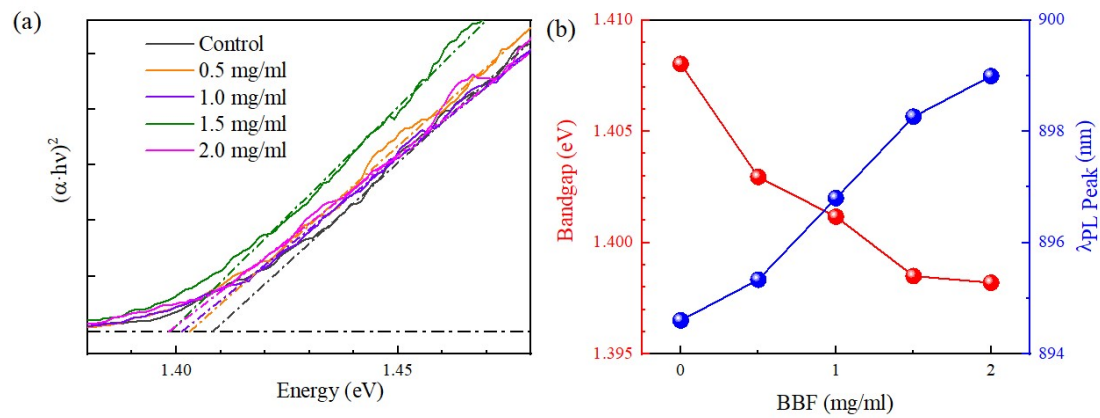 (a)
(α·hν)²
Control
0.5 mg/ml
1.0 mg/ml
1.5 mg/ml
2.0 mg/ml
1.40
1.45
Energy (eV)
(b)
Bandgap (eV)
1.410
1.405
1.400
1.395
0
1
2
BBF (mg/ml)
900
898
896
894
λPL Peak (nm)